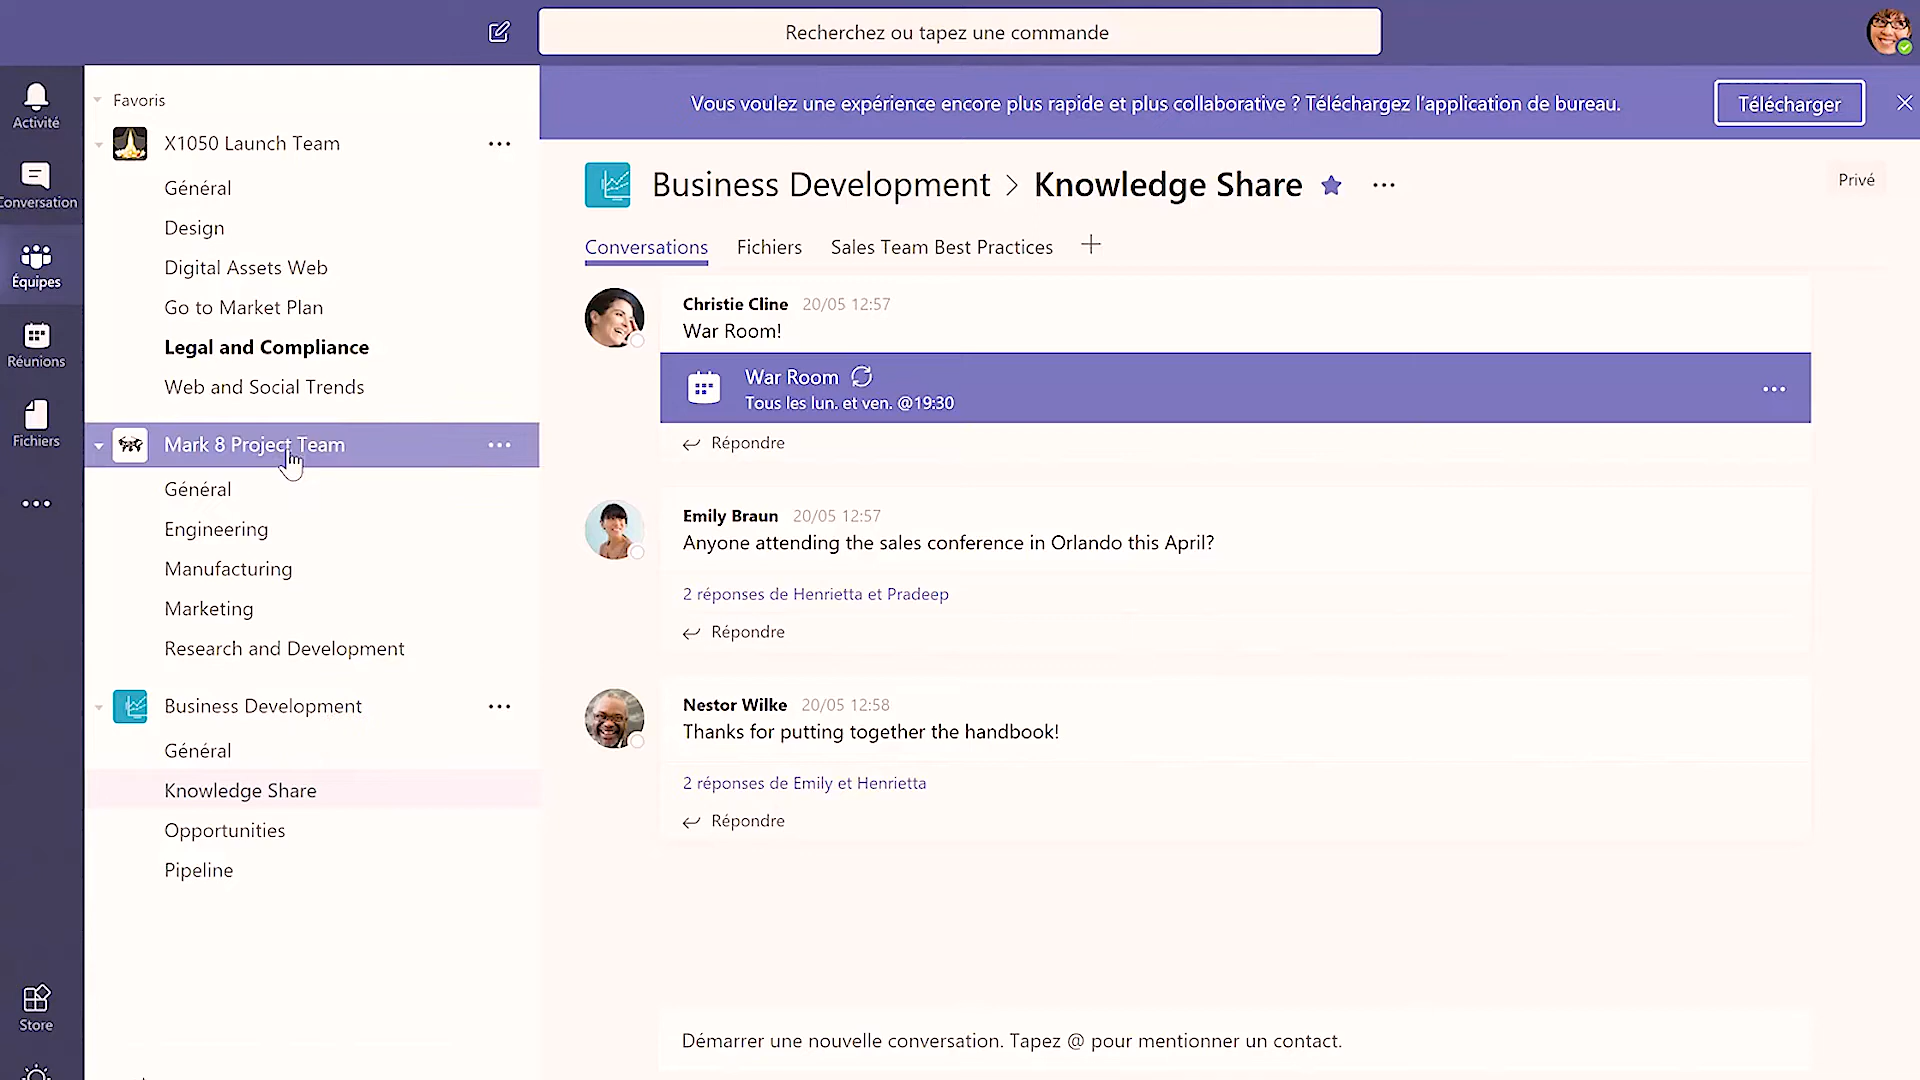 Recherchez ou tapez une commande
Activité
Conversation
Équipes
Réunions
Fichiers
Store
Favoris
X1050 Launch Team
Général
Design
Digital Assets Web
Go to Market Plan
Legal and Compliance
Web and Social Trends
Mark 8 Project Team
Général
Engineering
Manufacturing
Marketing
Research and Development
Business Development
Général
Knowledge Share
Opportunities
Pipeline
Vous voulez une expérience encore plus rapide et plus collaborative ? Téléchargez l'application de bureau.
Télécharger
Business Development > Knowledge Share
Privé
Conversations Fichiers Sales Team Best Practices
Christie Cline 20/05 12:57
War Room!
War Room
Tous les lun. et ven. @19:30
Répondre
Emily Braun 20/05 12:57
Anyone attending the sales conference in Orlando this April?
2 réponses de Henrietta et Pradeep
Répondre
Nestor Wilke 20/05 12:58
Thanks for putting together the handbook!
2 réponses de Emily et Henrietta
Répondre
Démarrer une nouvelle conversation. Tapez @ pour mentionner un contact.